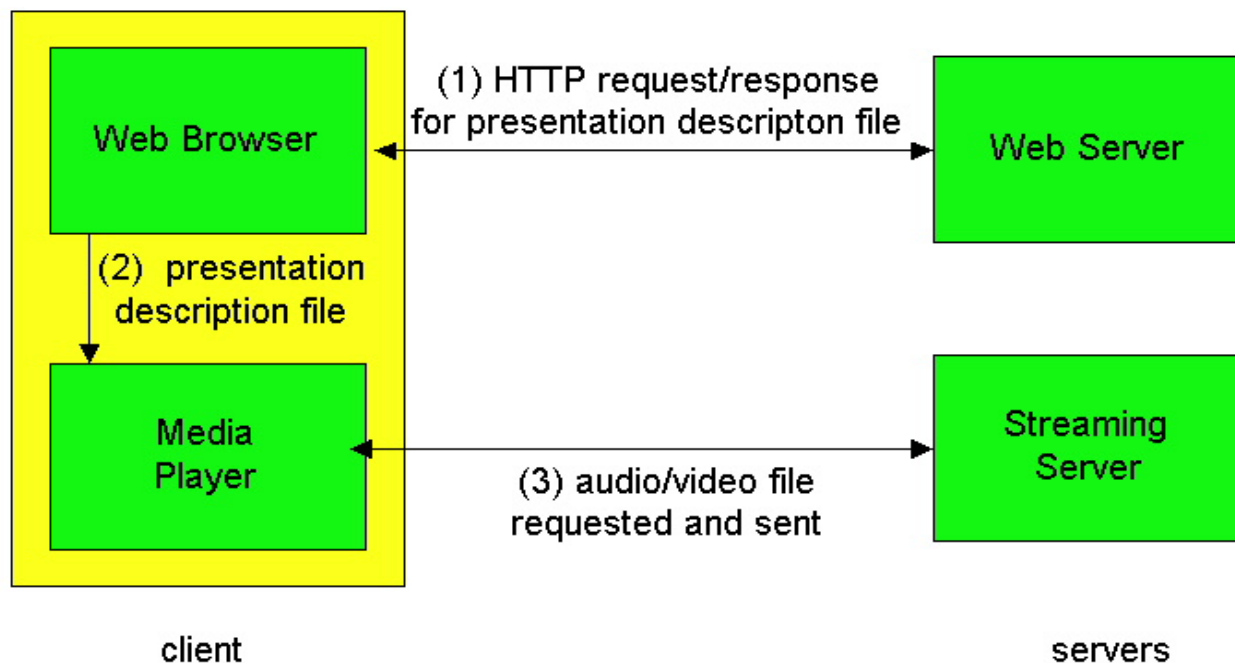 Web Browser
(1) HTTP request/response
for presentation descripton file
Web Server
(2) presentation
description file
Media
Player
(3) audio/video file
requested and sent
Streaming
Server
client
servers